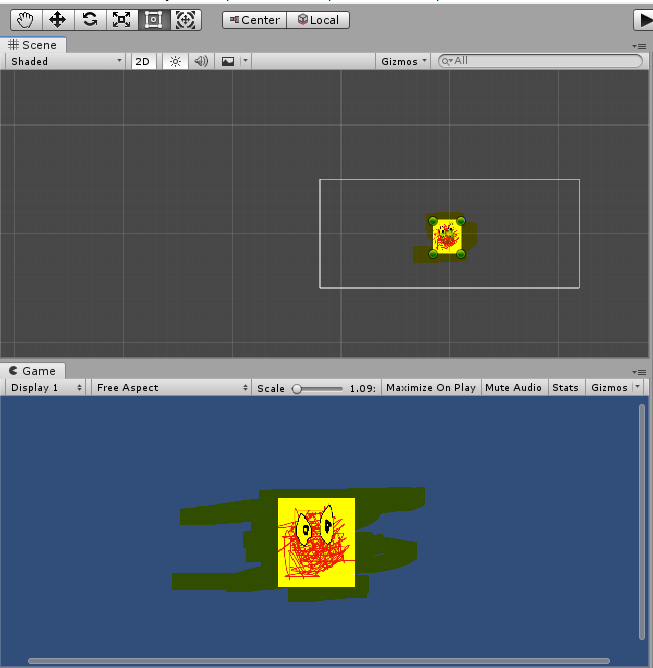 Center Local
Scene
Shaded 2D Gizmos All
Game
Display 1 Free Aspect Scale 1.09: Maximize On Play Mute Audio Stats Gizmos